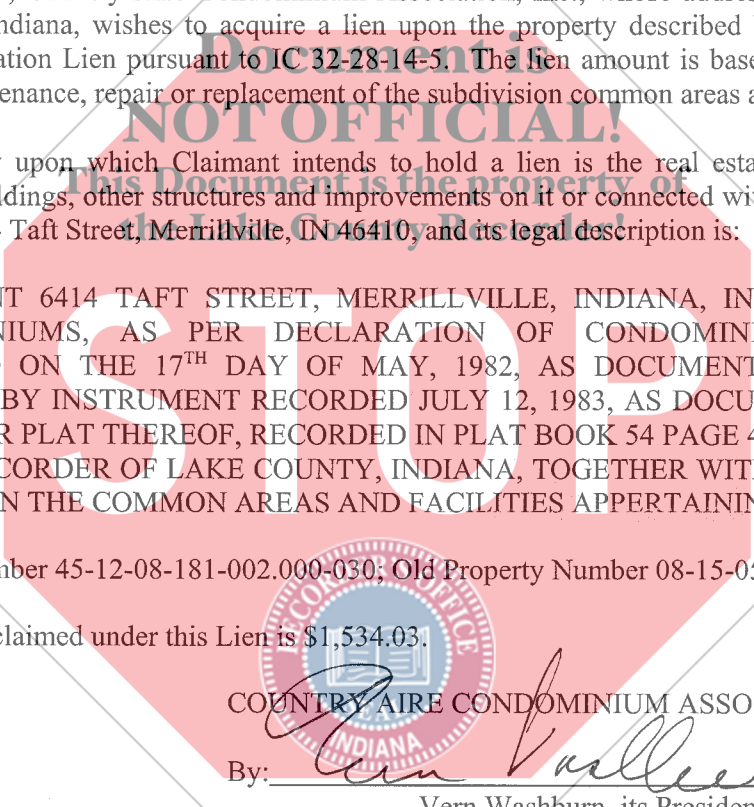 ndiana, wishes to acquire a lien upon the property described
Document is
ation Lien pursuant to IC 32-28-14-5. The lien amount is base
enance, repair or replacement of the subdivision common areas a
NOT OFFICIAL!
upon which Claimant intends to hold a lien is the real esta
This Document is the property of
ldings, other structures and improvements on it or connected wi
the Lake County Recorder!
Taft Street, Merrillville, IN 46410, and its legal description is:
NT 6414 TAFT STREET, MERRILLVILLE, INDIANA, IN
NIUMS, AS PER DECLARATION OF CONDOMINI
ON THE 17TH DAY OF MAY, 1982, AS DOCUMENT
BY INSTRUMENT RECORDED JULY 12, 1983, AS DOCU
R PLAT THEREOF, RECORDED IN PLAT BOOK 54 PAGE 4
CORDER OF LAKE COUNTY, INDIANA, TOGETHER WIT
N THE COMMON AREAS AND FACILITIES APPERTAININ
STOP
mber 45-12-08-181-002.000-030; Old Property Number 08-15-05
claimed under this Lien is $1,534.03.
RECORDER'S OFFICE
SEAL
INDIANA
COUNTRY AIRE CONDOMINIUM ASSO
By:
Vern Washburn, its President